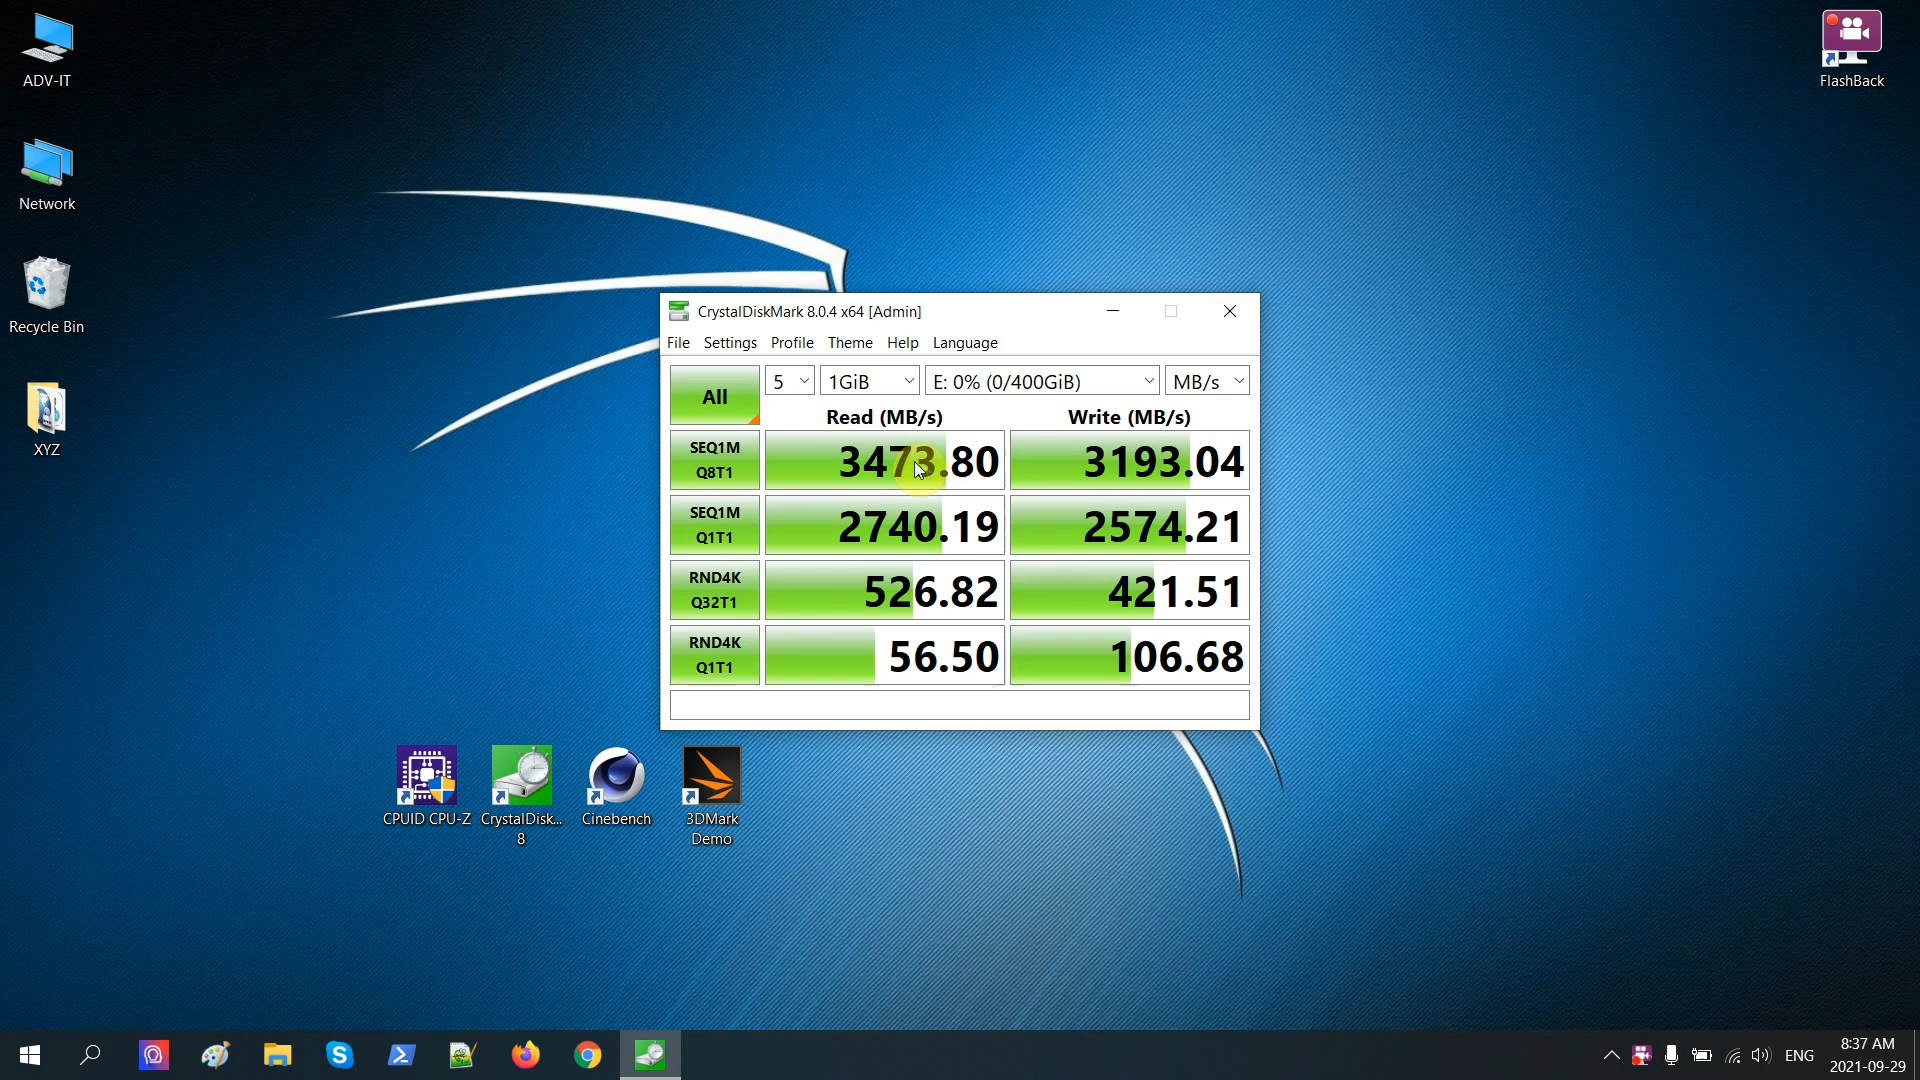 ADV-IT
FlashBack
Network
Recycle Bin
XYZ
CrystalDiskMark 8.0.4 x64 [Admin]
File Settings Profile Theme Help Language
All 5 1GiB E: 0% (0/400GiB) MB/s
Read (MB/s) Write (MB/s)
SEQ1M
Q8T1
3473.80 3193.04
SEQ1M
Q1T1
2740.19 2574.21
RND4K
Q32T1
526.82 421.51
RND4K
Q1T1
56.50 106.68
CPUID CPU-Z
CrystalDisk...
8
Cinebench
3DMark
Demo
ENG
8:37 AM
2021-09-29